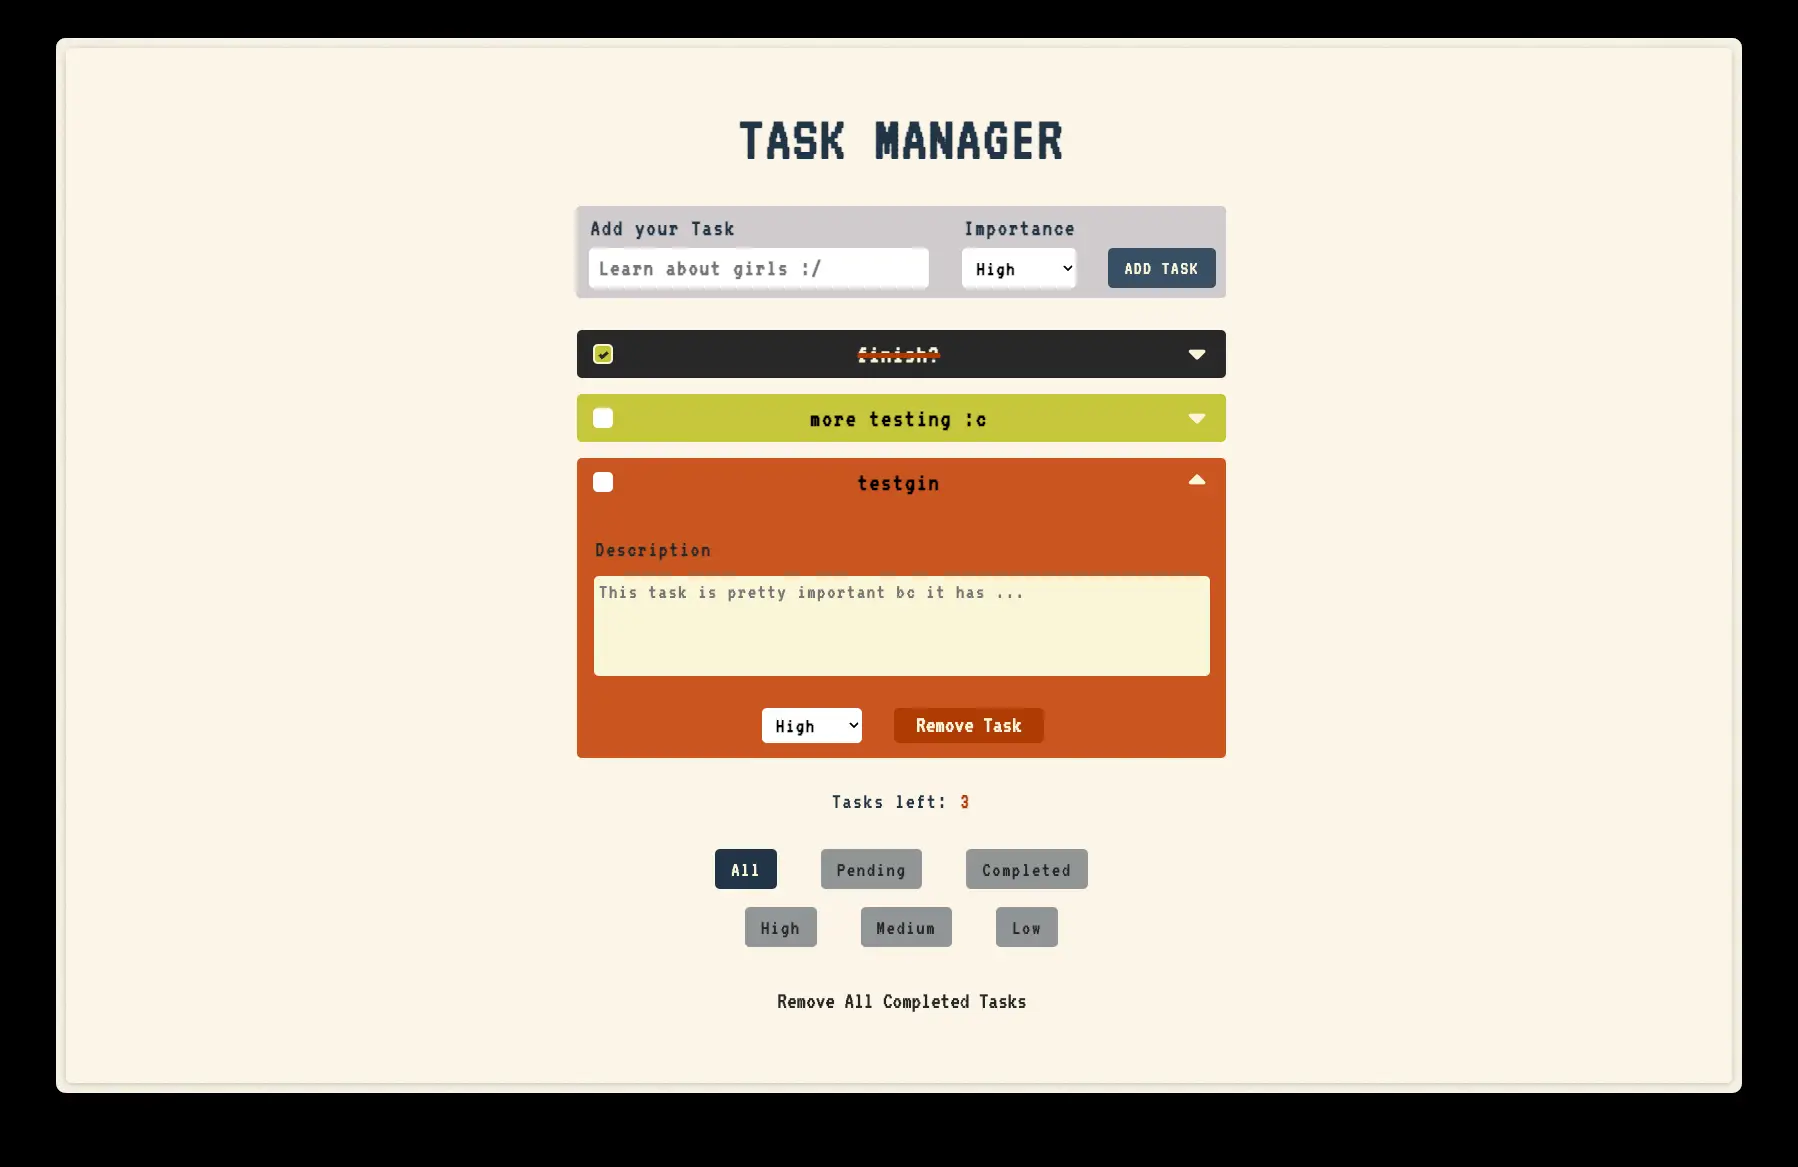 TASK MANAGER
Add your Task
Importance
Learn about girls :/
High
ADD TASK
finish?
more testing :c
testgin
Description
This task is pretty important bc it has ...
High
Remove Task
Tasks left: 3
All
Pending
Completed
High
Medium
Low
Remove All Completed Tasks